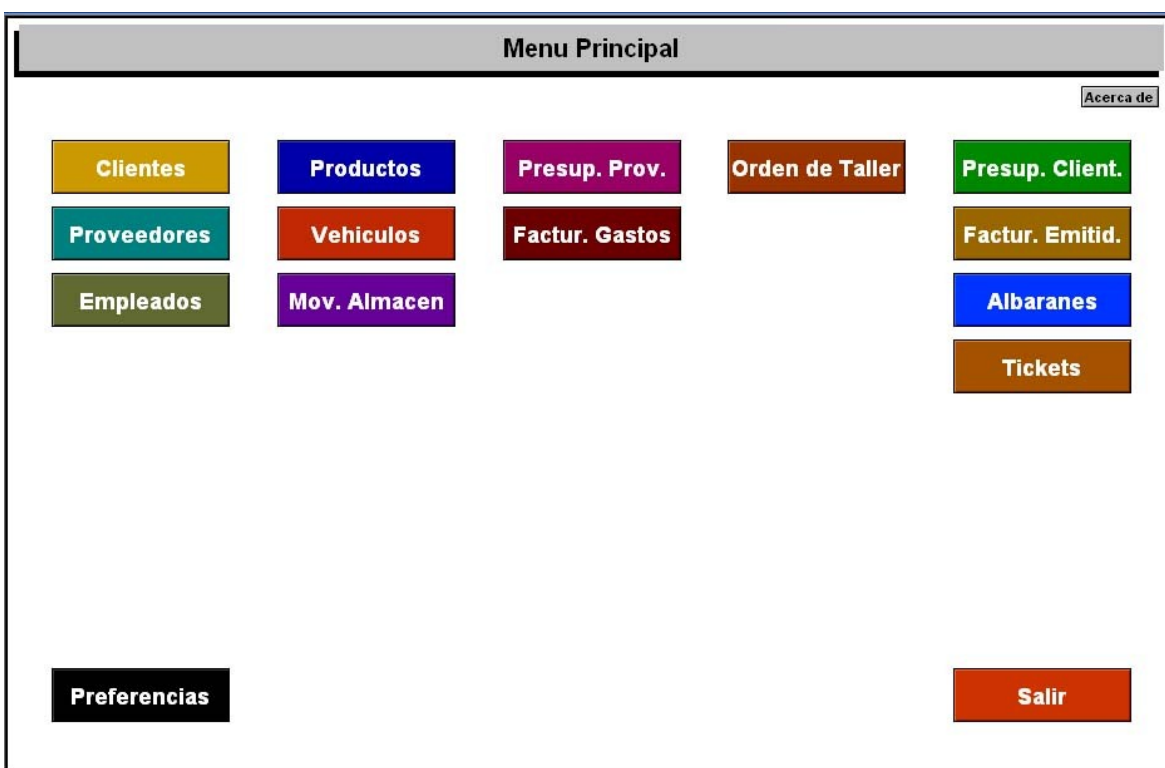 Menu Principal
Acerca de
Clientes Productos Presup. Prov. Orden de Taller Presup. Client.
Proveedores Vehiculos Factur. Gastos Factur. Emitid.
Empleados Mov. Almacen Albaranes
Tickets
Preferencias Salir